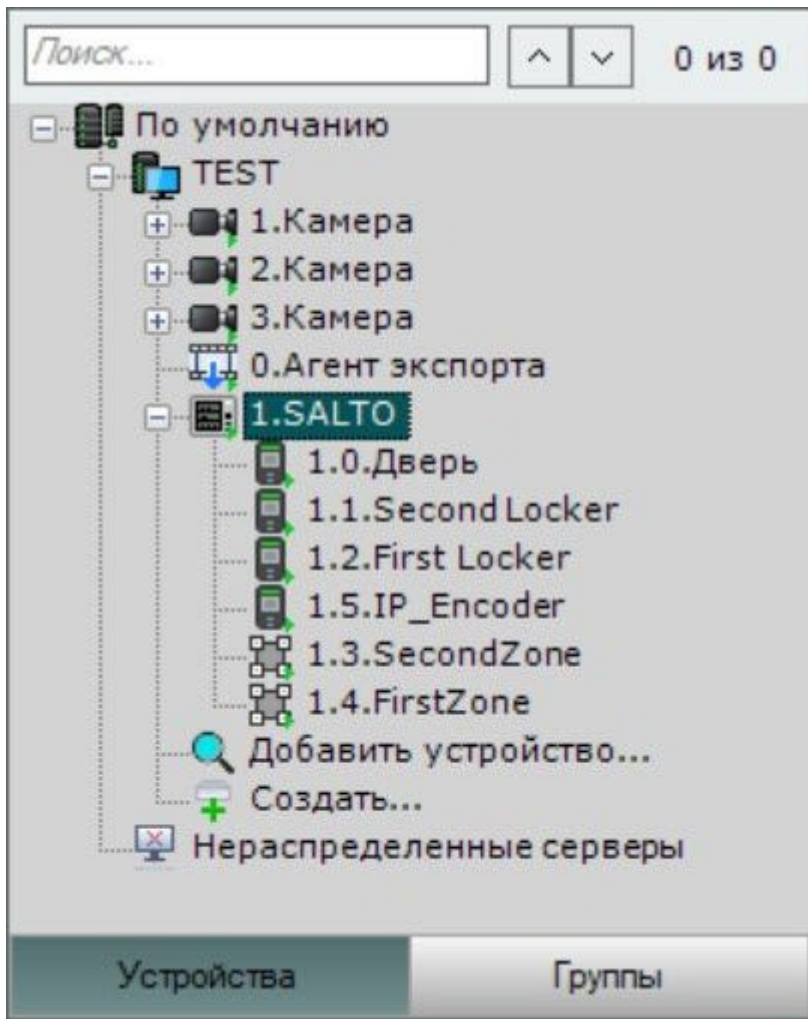 Поиск...
0 из 0
По умолчанию
TEST
1.Камера
2.Камера
3.Камера
0.Агент экспорта
1.SALTO
1.0.Дверь
1.1.Second Locker
1.2.First Locker
1.5.IP_Encoder
1.3.SecondZone
1.4.FirstZone
Добавить устройство...
Создать...
Нераспределенные серверы
Устройства
Группы